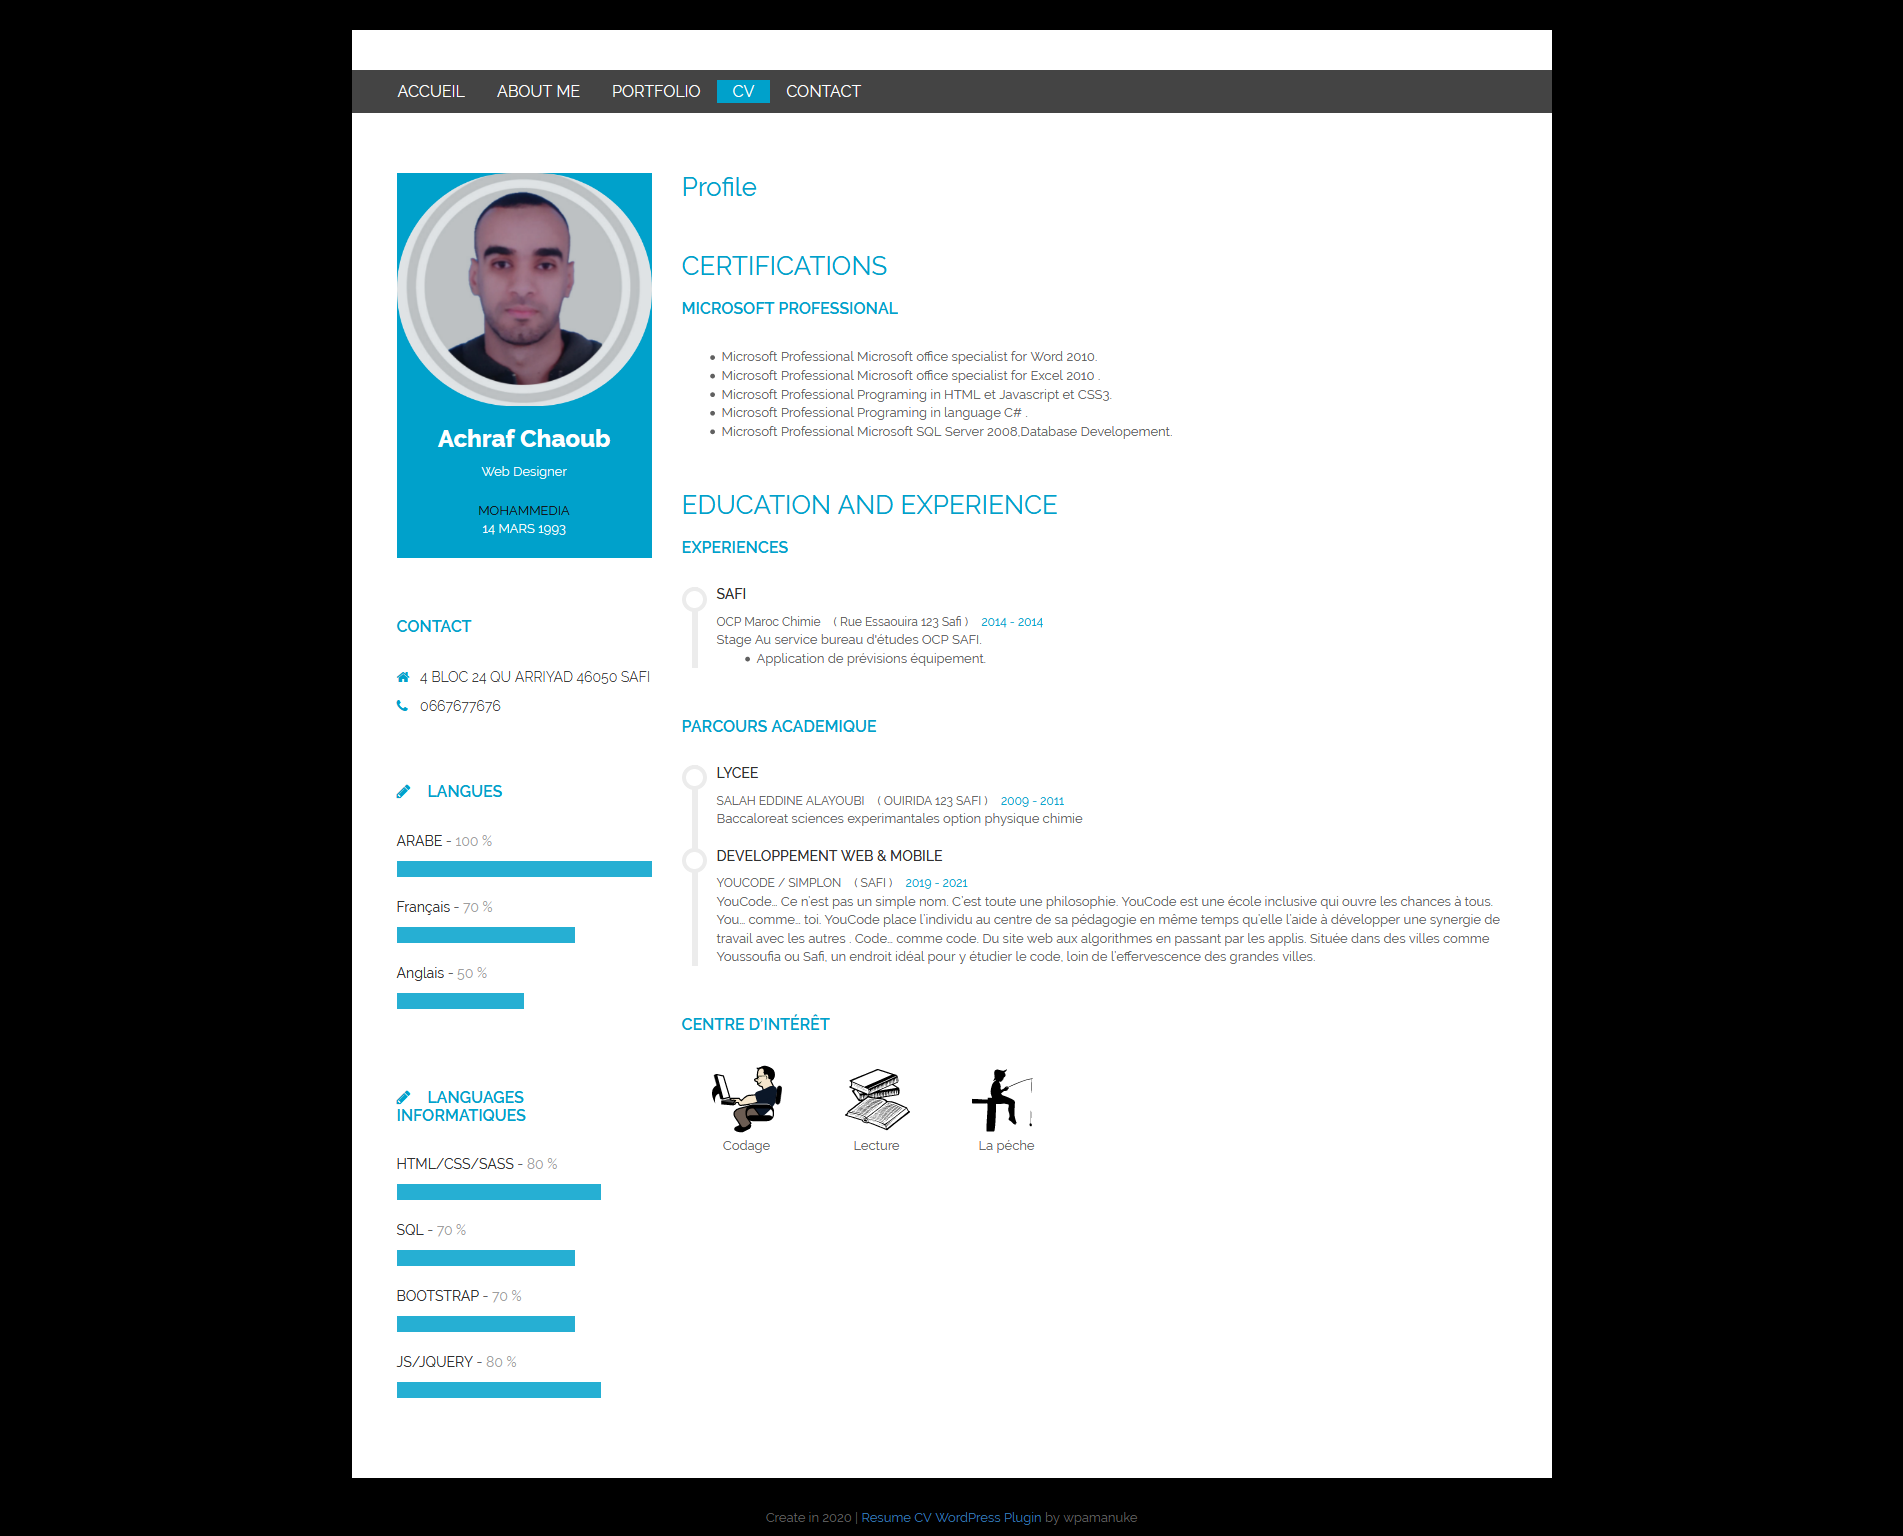 ACCUEIL ABOUT ME PORTFOLIO CV CONTACT
Achraf Chaoub
Web Designer
MOHAMMEDIA
14 MARS 1993
CONTACT
4 BLOC 24 QU ARRIYAD 46050 SAFI
0667677676
LANGUES
ARABE - 100 %
Français - 70 %
Anglais - 50 %
LANGUAGES
INFORMATIQUES
HTML/CSS/SASS - 80 %
SQL - 70 %
BOOTSTRAP - 70 %
JS/JQUERY - 80 %
Profile
CERTIFICATIONS
MICROSOFT PROFESSIONAL
Microsoft Professional Microsoft office specialist for Word 2010.
Microsoft Professional Microsoft office specialist for Excel 2010 .
Microsoft Professional Programing in HTML et Javascript et CSS3.
Microsoft Professional Programing in language C# .
Microsoft Professional Microsoft SQL Server 2008,Database Developement.
EDUCATION AND EXPERIENCE
EXPERIENCES
SAFI
OCP Maroc Chimie ( Rue Essaouira 123 Safi ) 2014 - 2014
Stage Au service bureau d'études OCP SAFI.
Application de prévisions équipement.
PARCOURS ACADEMIQUE
LYCEE
SALAH EDDINE ALAYOUBI ( OUIRIDA 123 SAFI ) 2009 - 2011
Baccaloreat sciences experimantales option physique chimie
DEVELOPPEMENT WEB & MOBILE
YOUCODE / SIMPLON ( SAFI ) 2019 - 2021
YouCode… Ce n'est pas un simple nom. C'est toute une philosophie. YouCode est une école inclusive qui ouvre les chances à tous.
You… comme… toi. YouCode place l'individu au centre de sa pédagogie en même temps qu'elle l'aide à développer une synergie de
travail avec les autres . Code… comme code. Du site web aux algorithmes en passant par les applis. Située dans des villes comme
Youssoufia ou Safi, un endroit idéal pour y étudier le code, loin de l'effervescence des grandes villes.
CENTRE D'INTÉRÊT
Codage Lecture La péche
Create in 2020 | Resume CV WordPress Plugin by wpamanuke